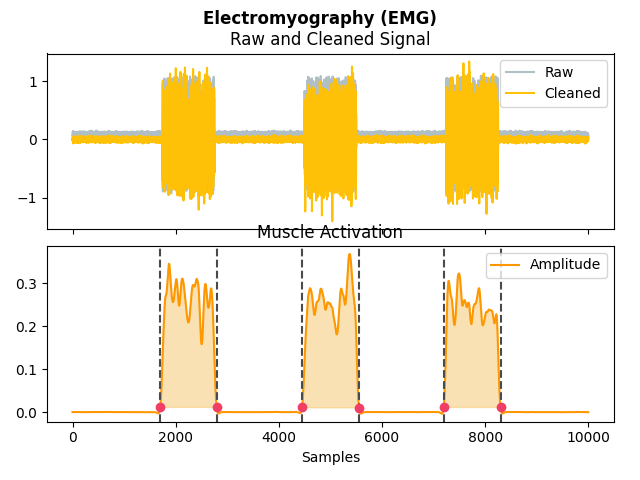 Electromyography (EMG)
Raw and Cleaned Signal
1
0
−1
Raw
Cleaned
Muscle Activation
0.3
0.2
0.1
0.0
Amplitude
0 2000 4000 6000 8000 10000
Samples